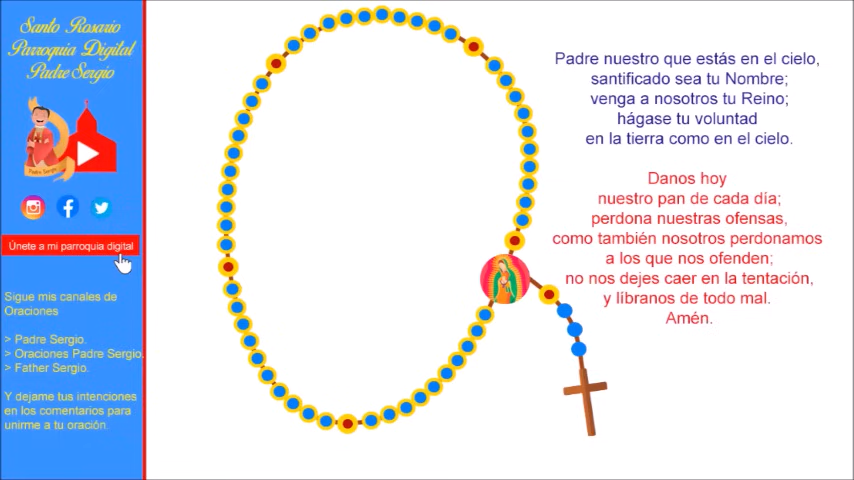 Santo Rosario
Parroquia Digital
Padre Sergio
Padre Sergio
Únete a mi parroquia digital
Sigue mis canales de
Oraciones
> Padre Sergio.
> Oraciones Padre Sergio.
> Father Sergio.
Y dejame tus intenciones
en los comentarios para
unirme a tu oración.
Padre nuestro que estás en el cielo,
santificado sea tu Nombre;
venga a nosotros tu Reino;
hágase tu voluntad
en la tierra como en el cielo.
Danos hoy
nuestro pan de cada día;
perdona nuestras ofensas,
como también nosotros perdonamos
a los que nos ofenden;
no nos dejes caer en la tentación,
y líbranos de todo mal.
Amén.